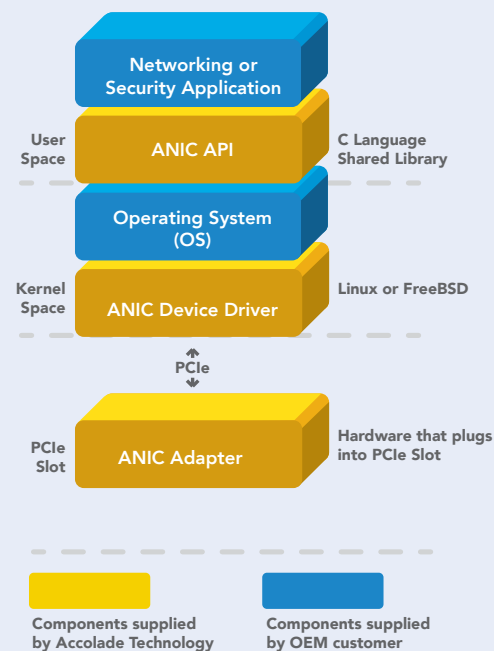 Networking or
Security Application
User
Space
ANIC API
C Language
Shared Library
Operating System
(OS)
Kernel
Space
ANIC Device Driver
Linux or FreeBSD
PCIe
PCIe
Slot
ANIC Adapter
Hardware that plugs
into PCIe Slot
Components supplied
by Accolade Technology
Components supplied
by OEM customer